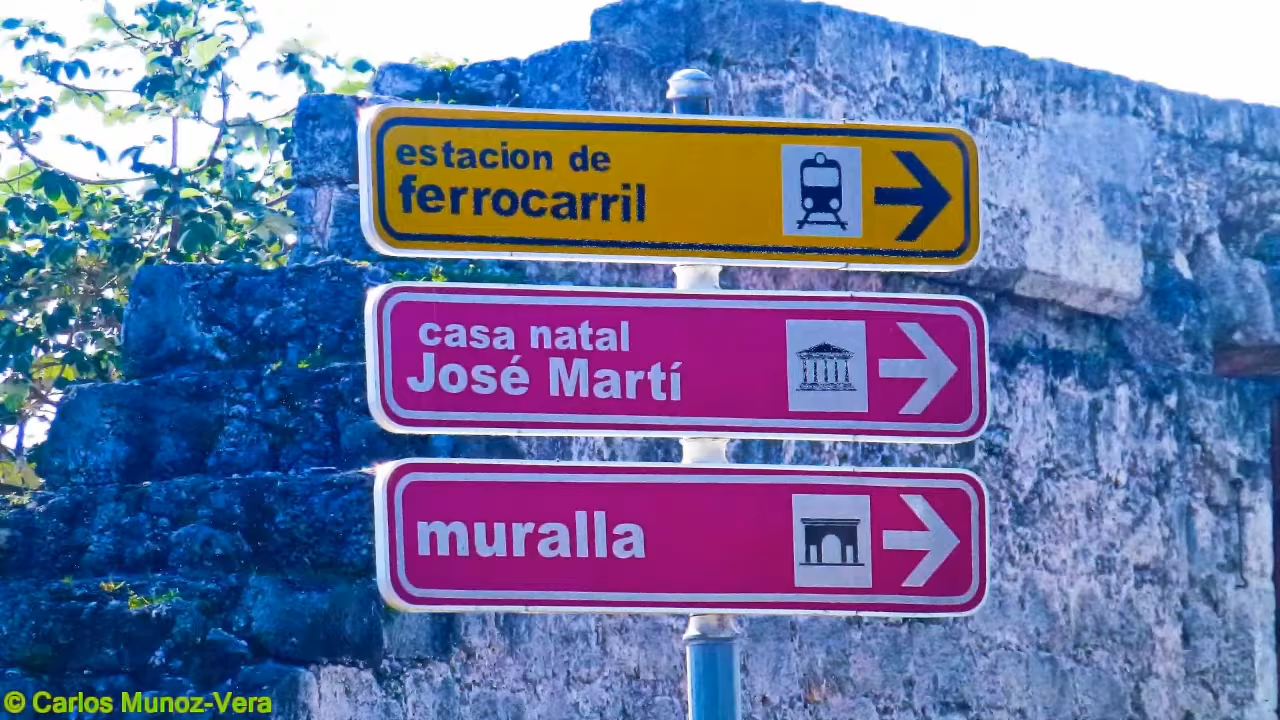 estacion de
ferrocarril
casa natal
José Martí
muralla
© Carlos Munoz-Vera